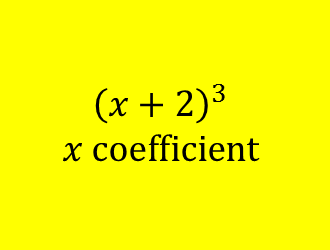 (x + 2)³
x coefficient